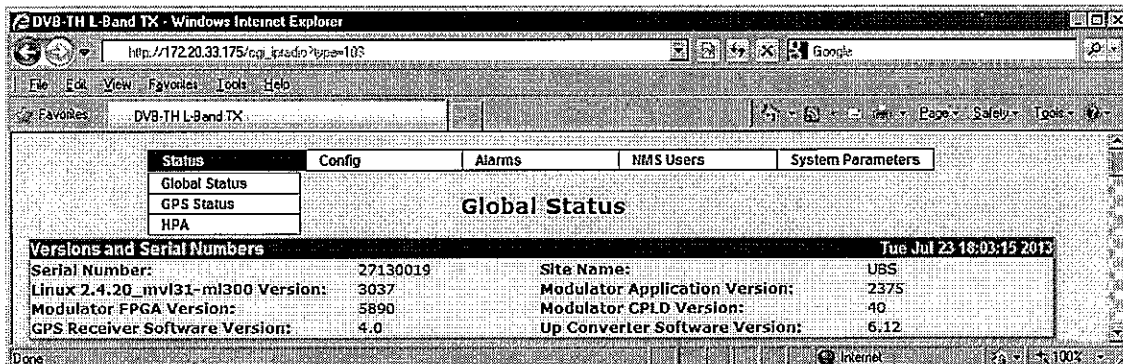 DVB-TH L-Band TX - Windows Internet Explorer
http://172.20.33.175/cgi_ipradio?type=103
Google
File Edit View Favorites Tools Help
Favorites DVB-TH L-Band TX Page Safety Tools
Status Config Alarms NMS Users System Parameters
Global Status
GPS Status
HPA
Global Status
Versions and Serial Numbers Tue Jul 23 18:03:15 2013
Serial Number: 27130019 Site Name: UBS
Linux 2.4.20_mvl31-ml300 Version: 3037 Modulator Application Version: 2375
Modulator FPGA Version: 5890 Modulator CPLD Version: 40
GPS Receiver Software Version: 4.0 Up Converter Software Version: 6.12
Done Internet 100%